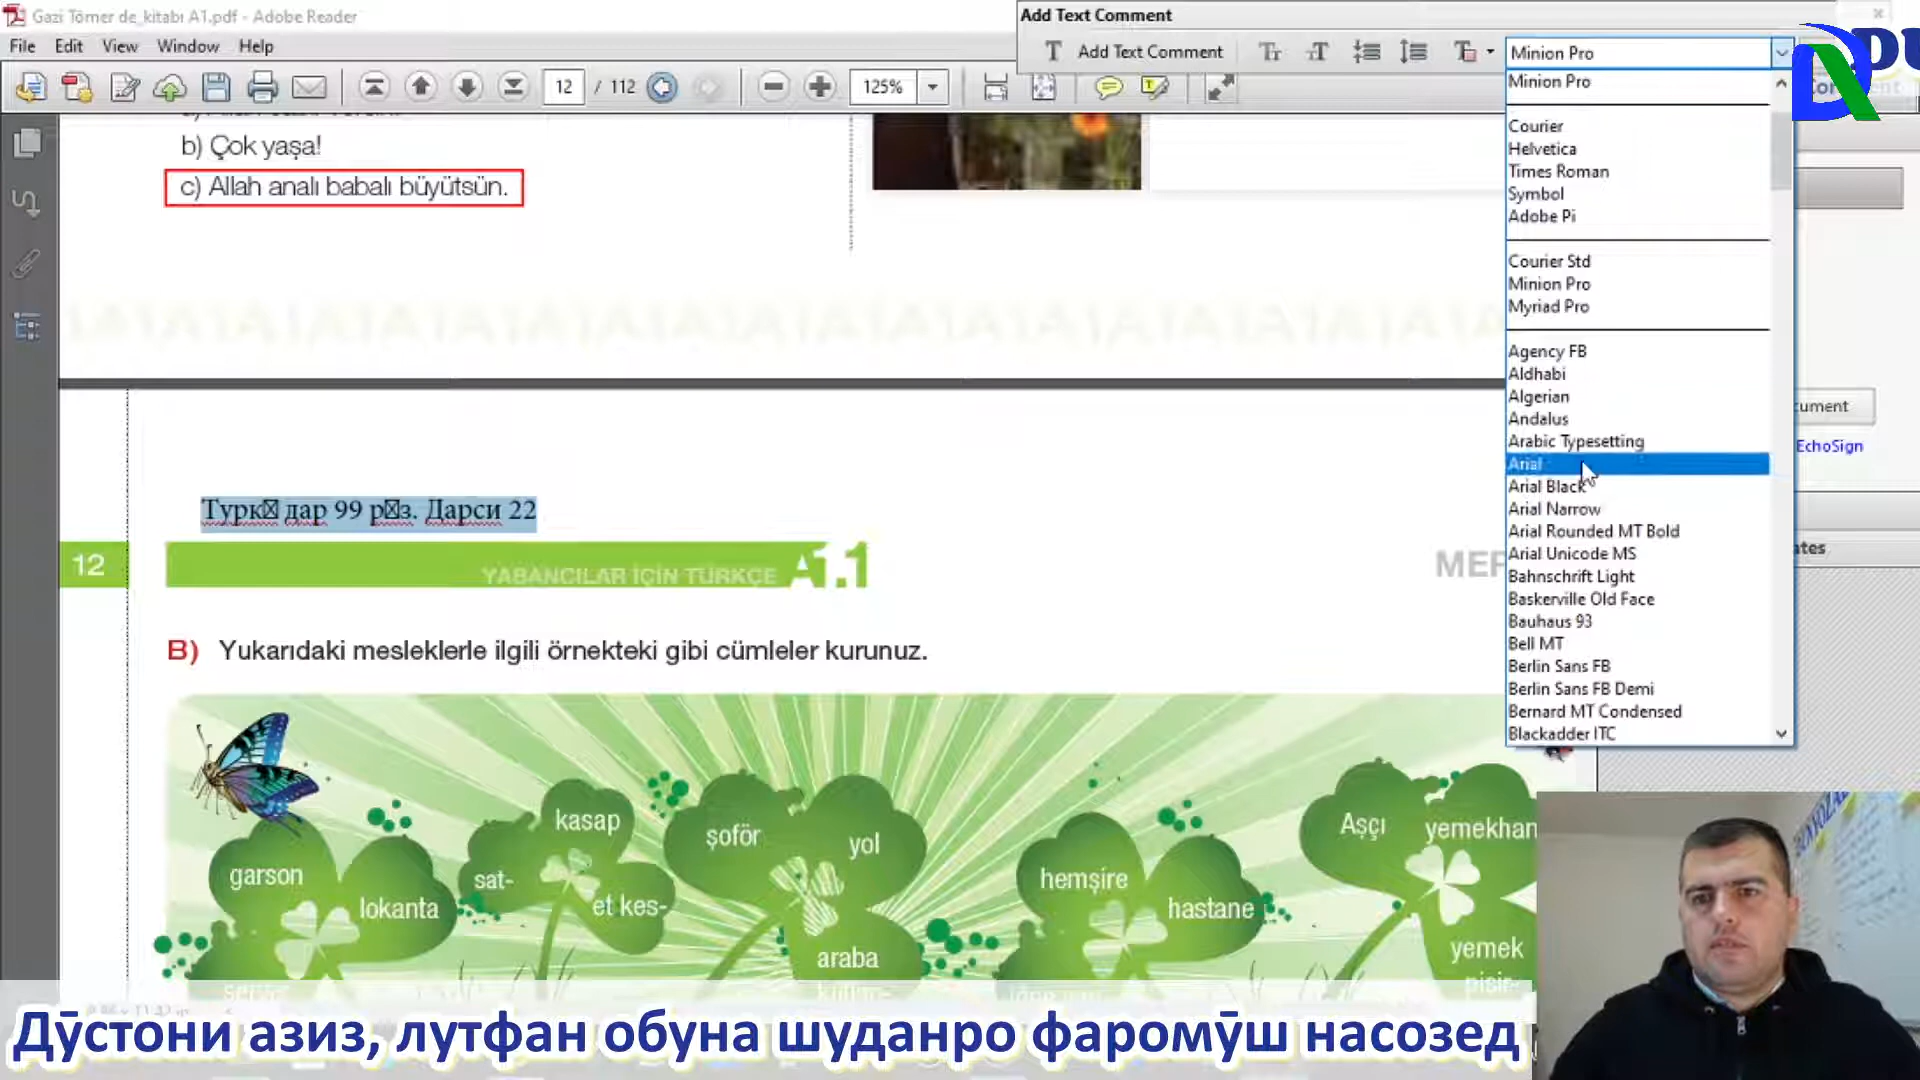 Gazi Tömer de_kitabı A1.pdf - Adobe Reader
Add Text Comment
File Edit View Window Help
Add Text Comment
Minion Pro
12 / 112
125%
Minion Pro
Courier
Helvetica
Times Roman
Symbol
Adobe Pi
Courier Std
Minion Pro
Myriad Pro
Agency FB
Aldhabi
Algerian
Andalus
Arabic Typesetting
Arial
Arial Black
Arial Narrow
Arial Rounded MT Bold
Arial Unicode MS
Bahnschrift Light
Baskerville Old Face
Bauhaus 93
Bell MT
Berlin Sans FB
Berlin Sans FB Demi
Bernard MT Condensed
Blackadder ITC
EchoSign
b) Çok yaşa!
c) Allah analı babalı büyütsün.
Турк□ дар 99 р□з. Дарси 22
12
YABANCILAR İÇİN TÜRKÇE A1.1
B) Yukarıdaki mesleklerle ilgili örnekteki gibi cümleler kurunuz.
garson
lokanta
kasap
sat-
et kes-
şoför
yol
araba
hemşire
hastane
Aşçı
yemek
Дӯстони азиз, лутфан обуна шуданро фаромӯш насозед